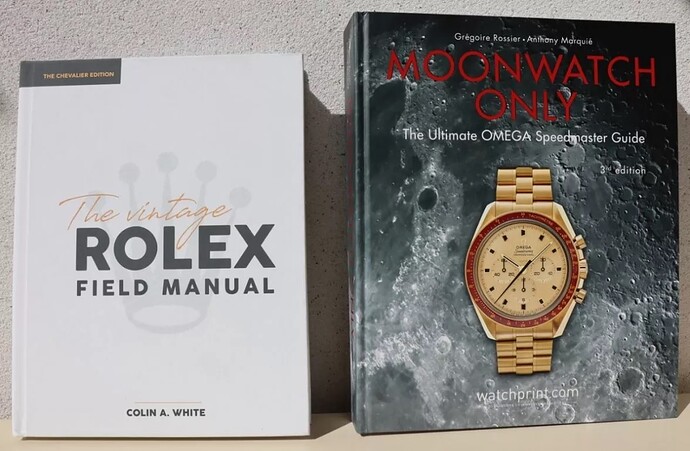 THE CHEVALIER EDITION
The vintage
ROLEX
FIELD MANUAL
COLIN A. WHITE
Grégoire Rossier • Anthony Marquié
MOONWATCH
ONLY
The Ultimate OMEGA Speedmaster Guide
3rd edition
OMEGA
watchprint.com